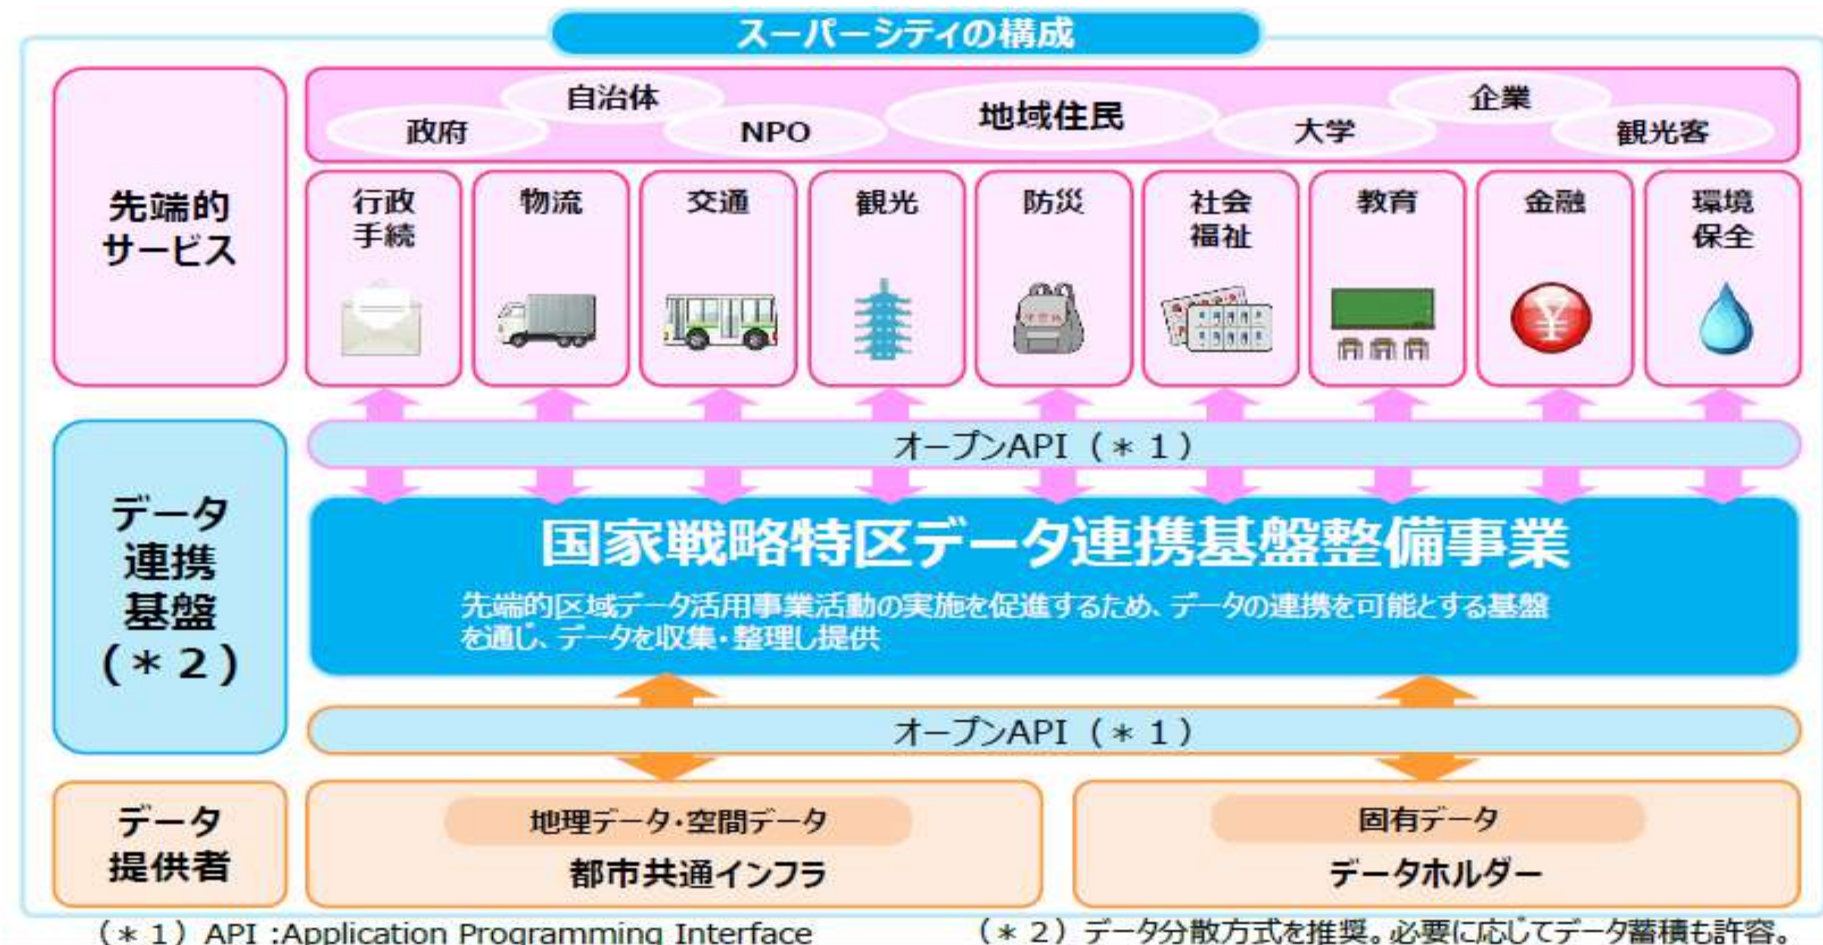 スーパーシティの構成
先端的
サービス
政府
自治体
NPO
地域住民
大学
企業
観光客
行政
手続
物流
交通
観光
防災
社会
福祉
教育
金融
環境
保全
データ
連携
基盤
(＊2)
オープンAPI（＊1）
国家戦略特区データ連携基盤整備事業
先端的区域データ活用事業活動の実施を促進するため、データの連携を可能とする基盤
を通じ、データを収集・整理し提供
オープンAPI（＊1）
データ
提供者
地理データ・空間データ
都市共通インフラ
固有データ
データホルダー
（＊1）API :Application Programming Interface
（＊2）データ分散方式を推奨。必要に応じてデータ蓄積も許容。